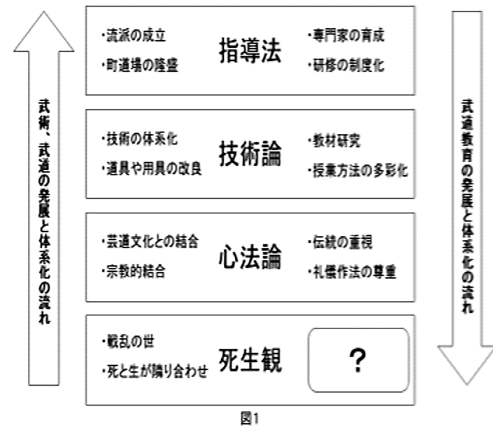 武術、武道の発展と体系化の流れ
・流派の成立
・町道場の隆盛
指導法
・専門家の育成
・研修の制度化
・技術の体系化
・道具や用具の改良
技術論
・教材研究
・授業方法の多彩化
・芸道文化との結合
・宗教的結合
心法論
・伝統の重視
・礼儀作法の尊重
・戦乱の世
・死と生が隣り合わせ
死生観
?
武道教育の発展と体系化の流れ
図1